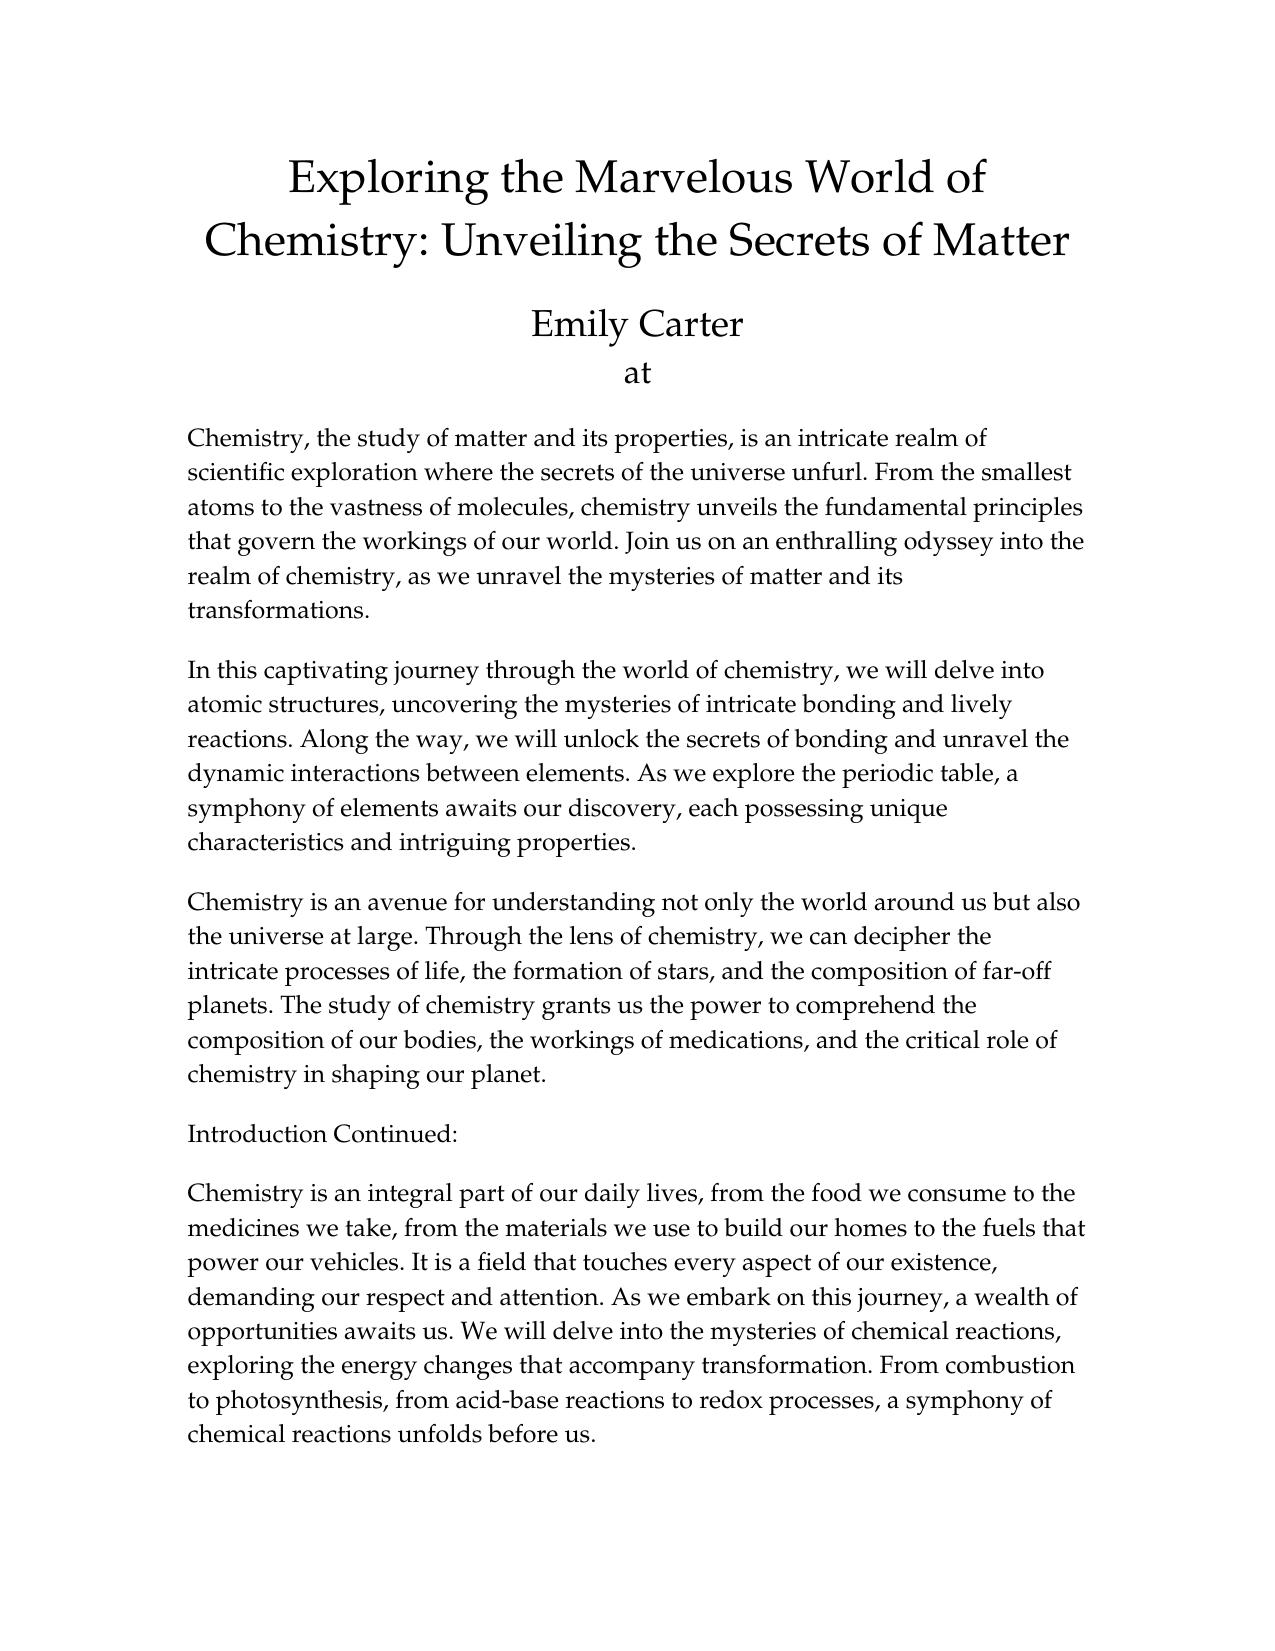 Exploring the Marvelous World of
Chemistry: Unveiling the Secrets of Matter
Emily Carter
at
Chemistry, the study of matter and its properties, is an intricate realm of
scientific exploration where the secrets of the universe unfurl. From the smallest
atoms to the vastness of molecules, chemistry unveils the fundamental principles
that govern the workings of our world. Join us on an enthralling odyssey into the
realm of chemistry, as we unravel the mysteries of matter and its
transformations.
In this captivating journey through the world of chemistry, we will delve into
atomic structures, uncovering the mysteries of intricate bonding and lively
reactions. Along the way, we will unlock the secrets of bonding and unravel the
dynamic interactions between elements. As we explore the periodic table, a
symphony of elements awaits our discovery, each possessing unique
characteristics and intriguing properties.
Chemistry is an avenue for understanding not only the world around us but also
the universe at large. Through the lens of chemistry, we can decipher the
intricate processes of life, the formation of stars, and the composition of far-off
planets. The study of chemistry grants us the power to comprehend the
composition of our bodies, the workings of medications, and the critical role of
chemistry in shaping our planet.
Introduction Continued:
Chemistry is an integral part of our daily lives, from the food we consume to the
medicines we take, from the materials we use to build our homes to the fuels that
power our vehicles. It is a field that touches every aspect of our existence,
demanding our respect and attention. As we embark on this journey, a wealth of
opportunities awaits us. We will delve into the mysteries of chemical reactions,
exploring the energy changes that accompany transformation. From combustion
to photosynthesis, from acid-base reactions to redox processes, a symphony of
chemical reactions unfolds before us.